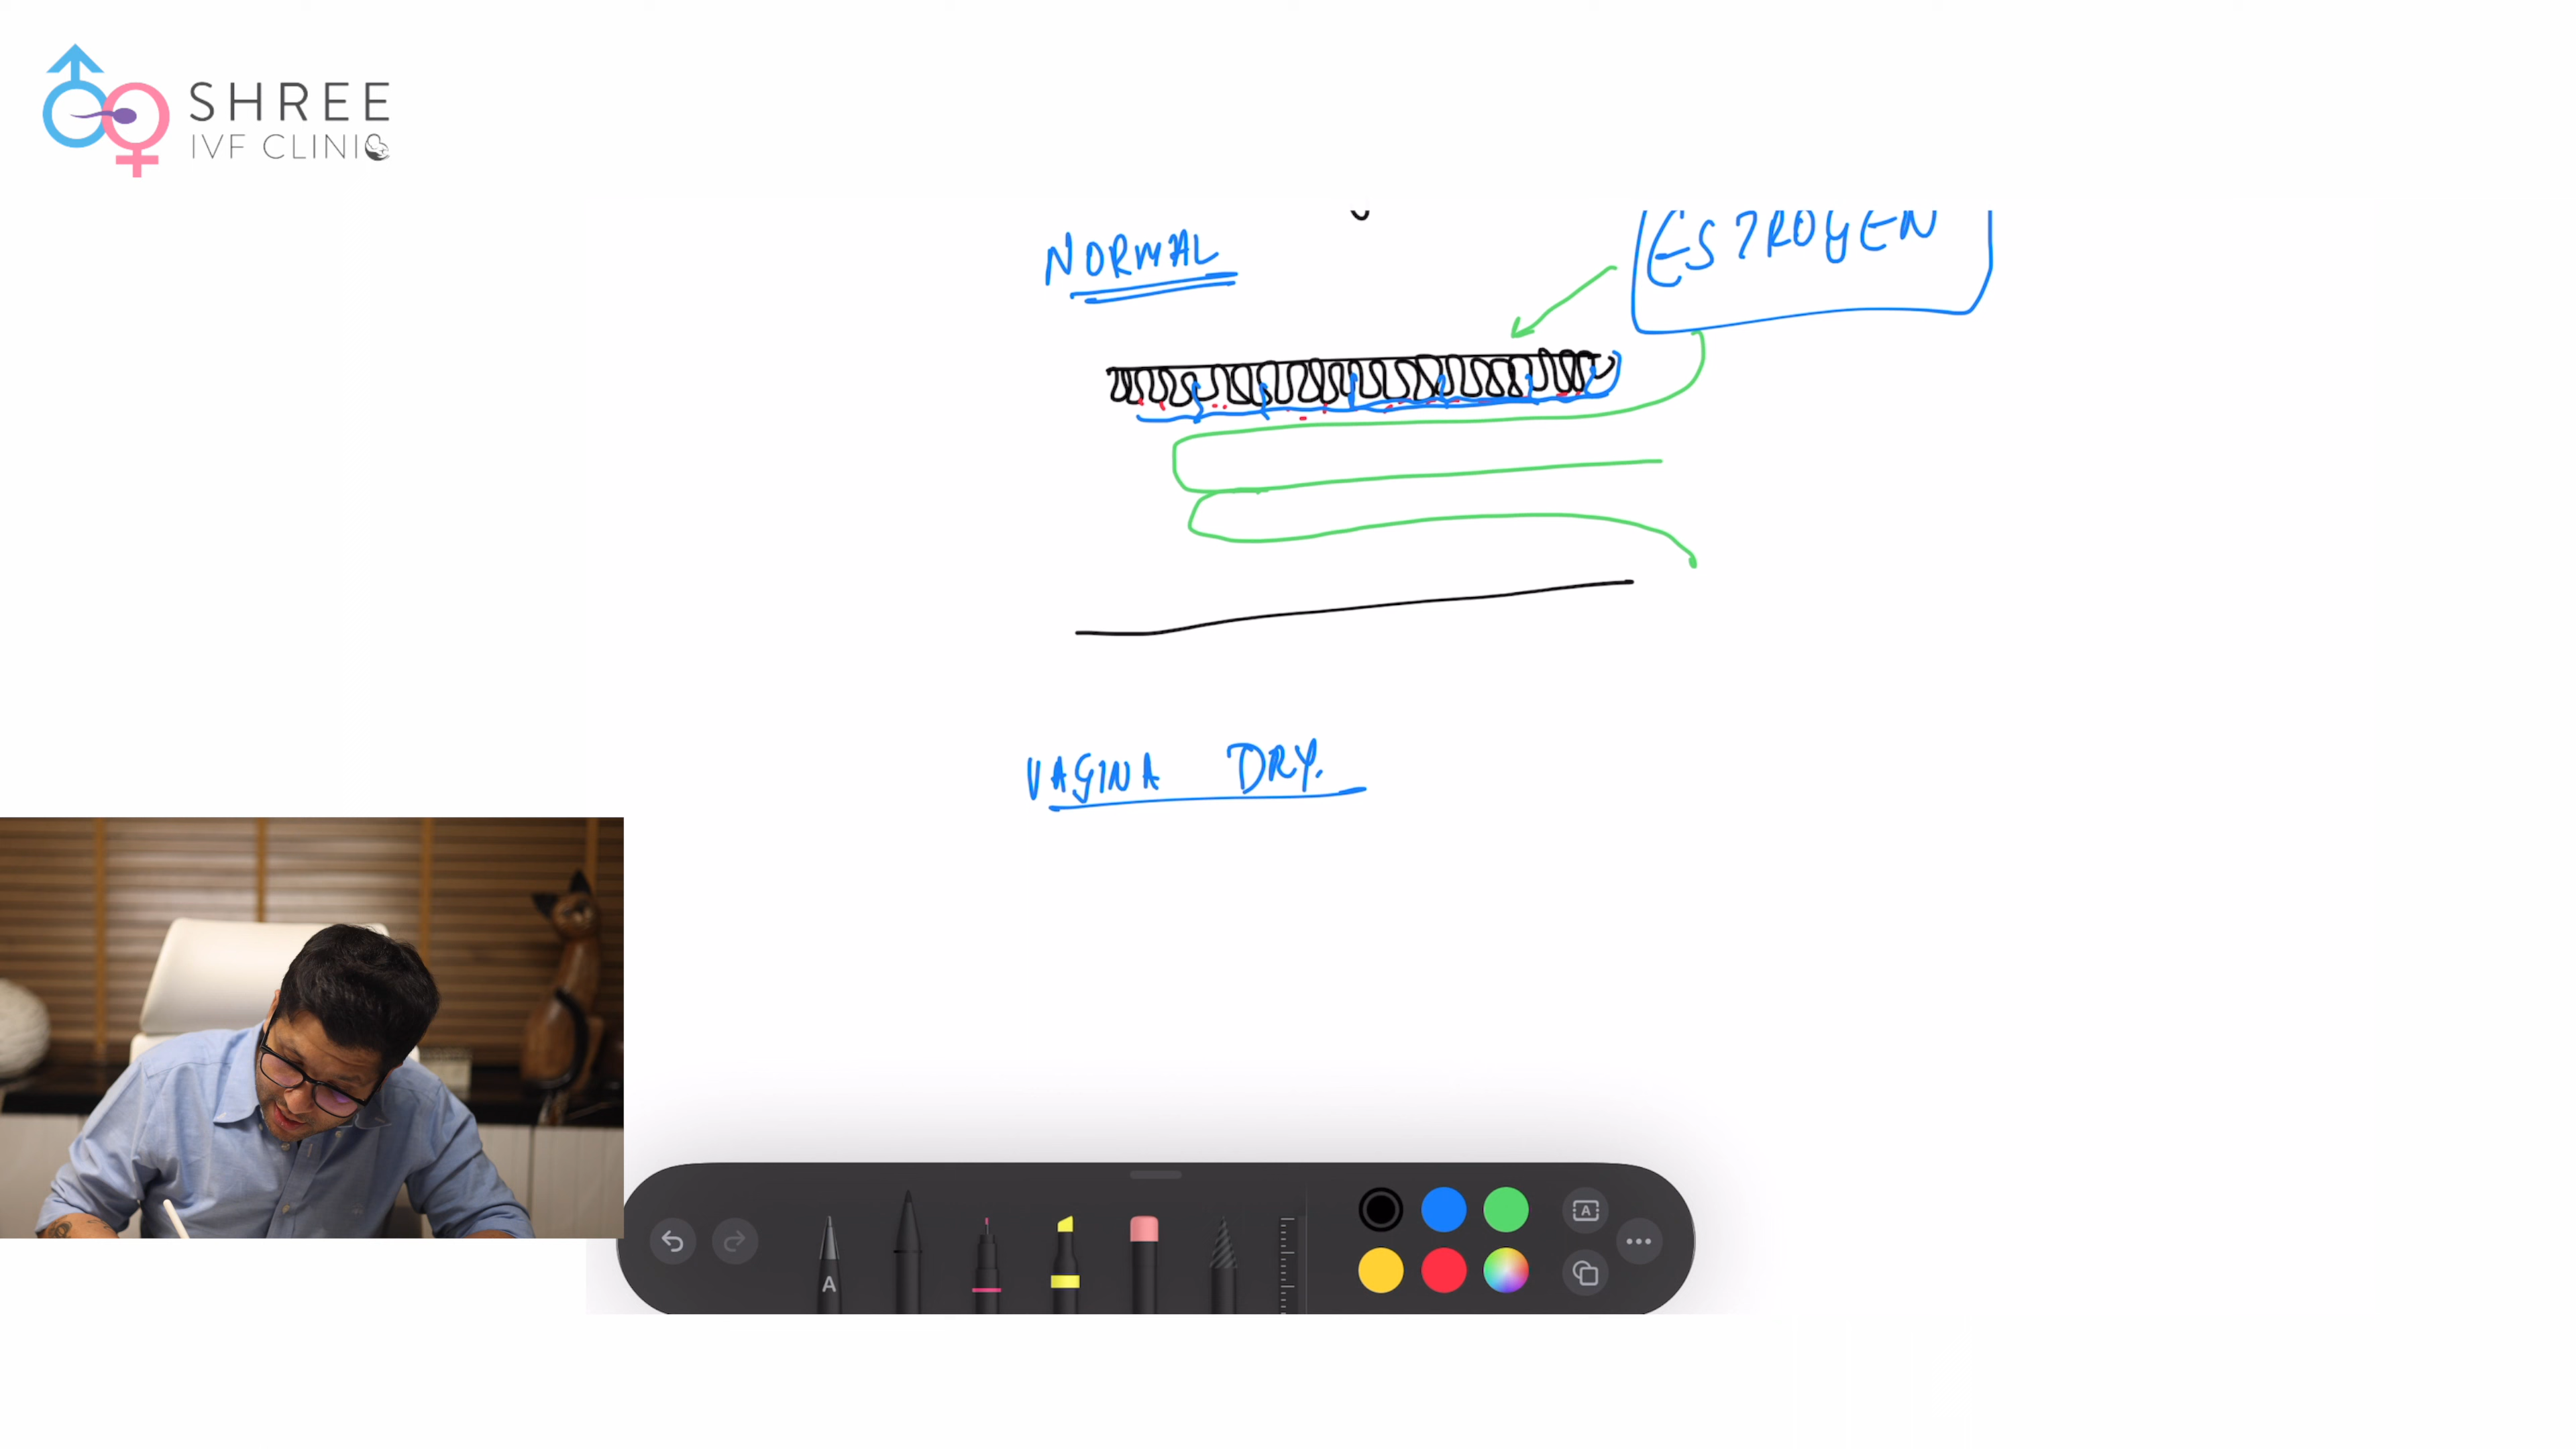 SHREE
IVF CLINIC
ESTROGEN
NORMAL
VAGINA DRY.
A
A